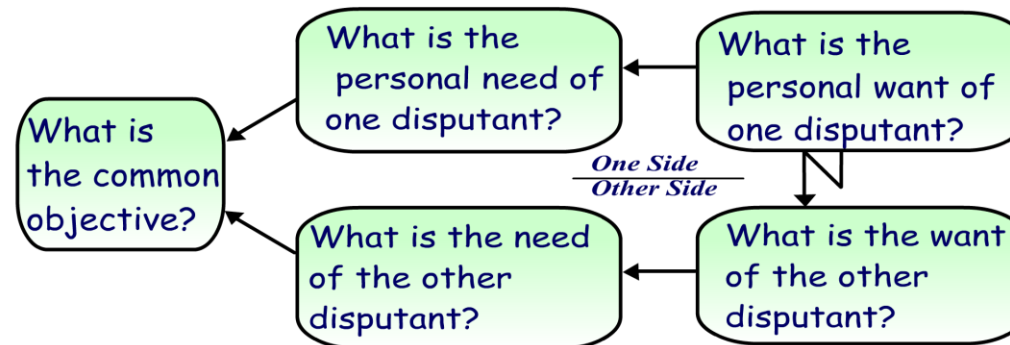 What is
the common
objective?
What is the
personal need of
one disputant?
What is the
personal want of
one disputant?
One Side
Other Side
What is the need
of the other
disputant?
What is the want
of the other
disputant?